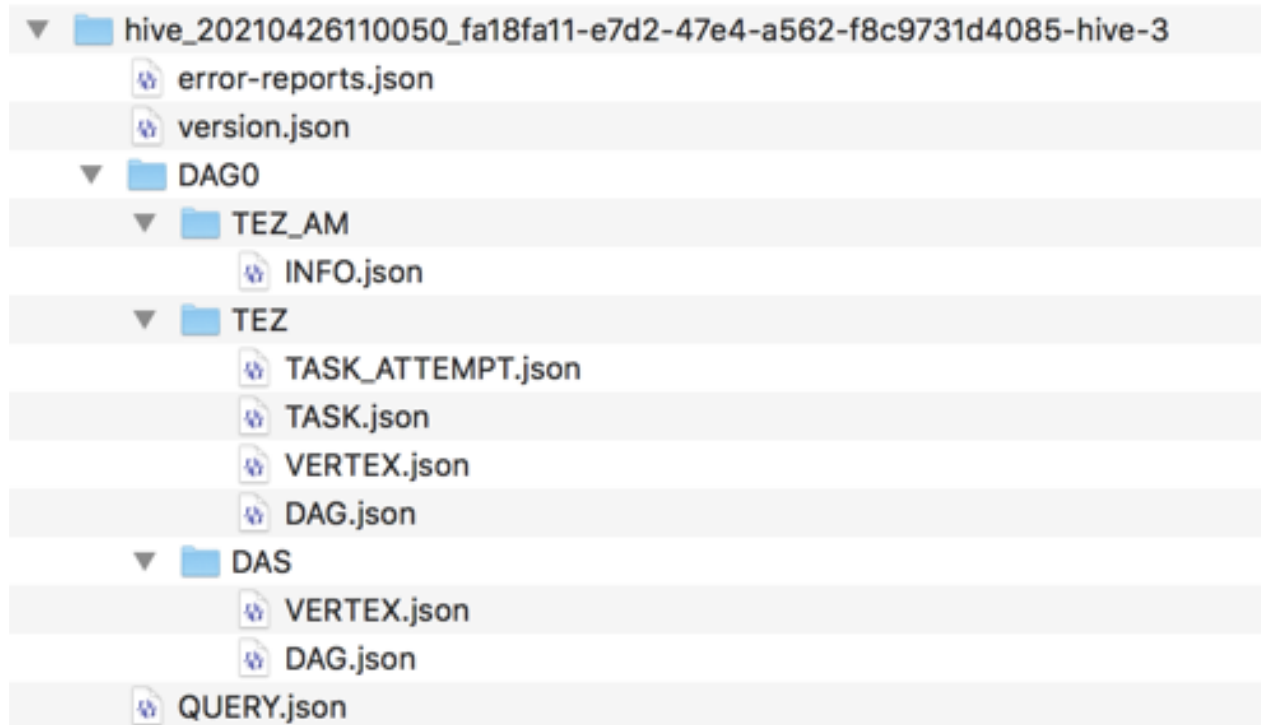 hive_20210426110050_fa18fa11-e7d2-47e4-a562-f8c9731d4085-hive-3
error-reports.json
version.json
DAG0
TEZ_AM
INFO.json
TEZ
TASK_ATTEMPT.json
TASK.json
VERTEX.json
DAG.json
DAS
VERTEX.json
DAG.json
QUERY.json